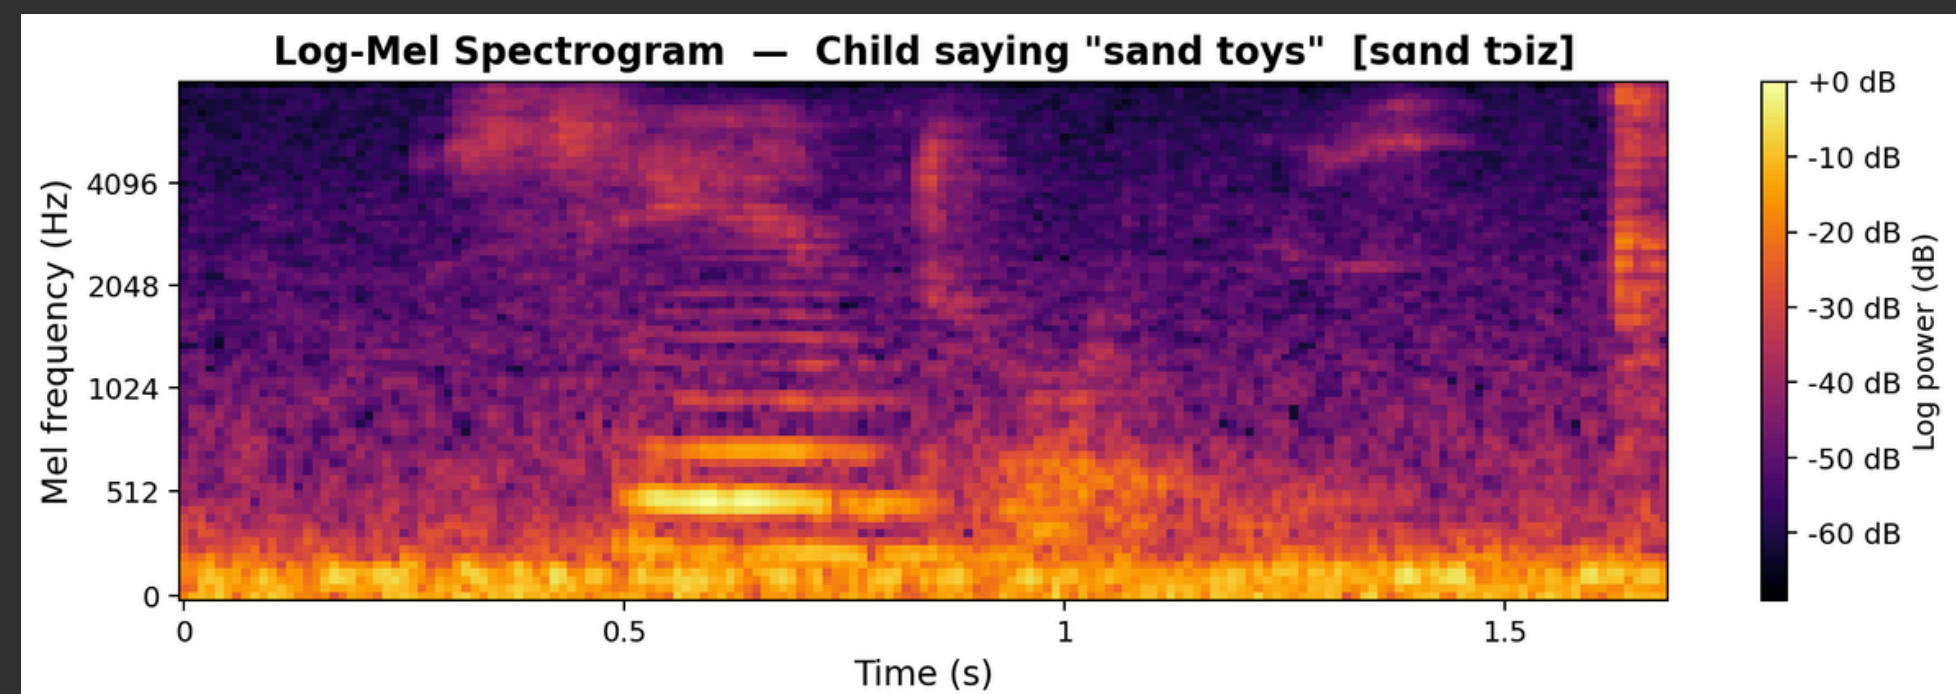 Log-Mel Spectrogram — Child saying "sand toys" [sɑnd tɔiz]
Mel frequency (Hz)
4096
2048
1024
512
0
0
0.5
1
1.5
Time (s)
+0 dB
-10 dB
-20 dB
-30 dB
-40 dB
-50 dB
-60 dB
Log power (dB)